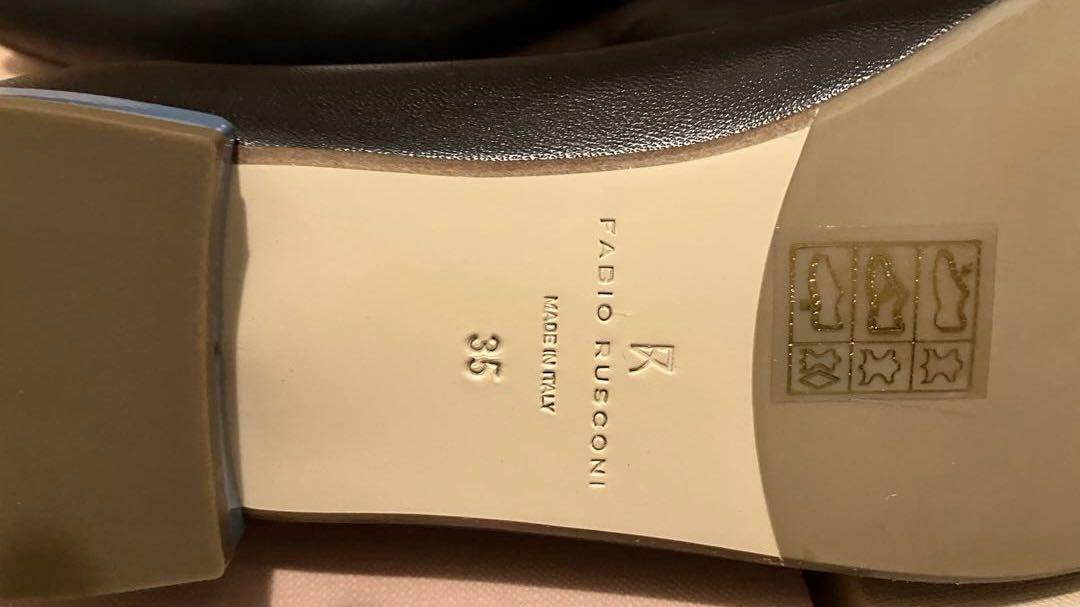 FABIO RUSCONI
MADE IN ITALY
35